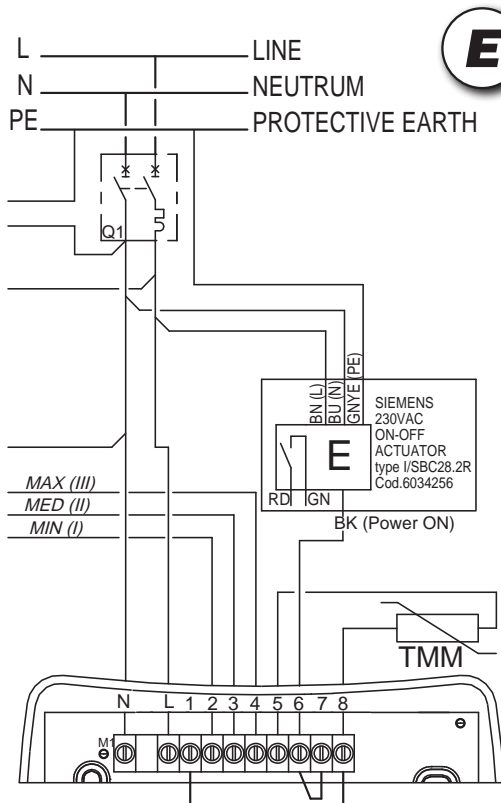 E
L LINE
N NEUTRUM
PE PROTECTIVE EARTH
Q1
BN (L)
BU (N)
GNYE (PE)
SIEMENS
230VAC
ON-OFF
ACTUATOR
type I/SBC28.2R
Cod.6034256
E
RD GN
BK (Power ON)
MAX (III)
MED (II)
MIN (I)
TMM
N L 1 2 3 4 5 6 7 8
M1